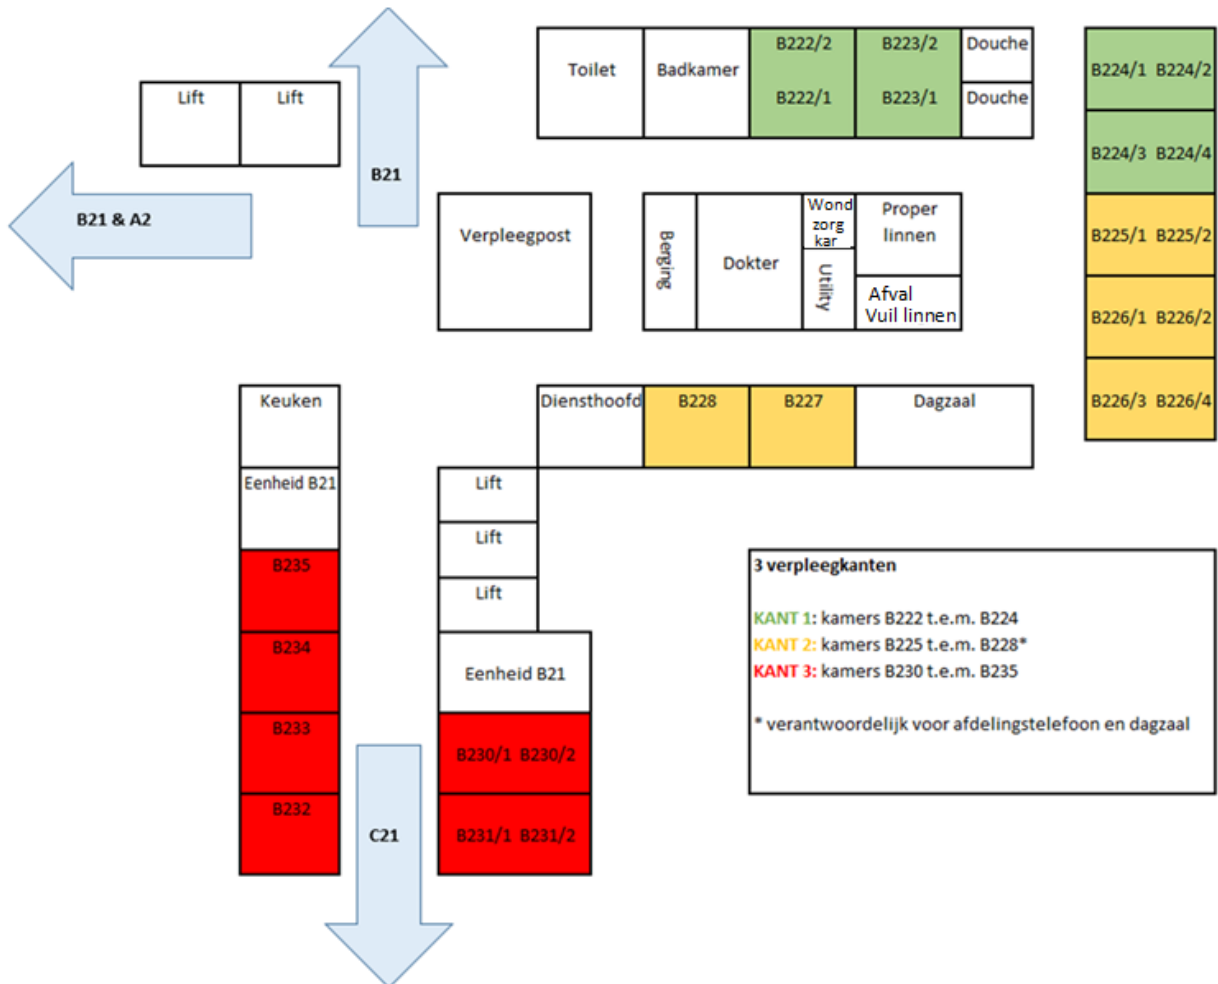 B21
B21 & A2
Lift
Lift
Toilet
Badkamer
B222/2
B222/1
B223/2
B223/1
Douche
Douche
B224/1 B224/2
B224/3 B224/4
B225/1 B225/2
B226/1 B226/2
B226/3 B226/4
Verpleegpost
Berging
Dokter
Wond
zorg
kar
Utility
Proper
linnen
Afval
Vuil linnen
Keuken
Eenheid B21
B235
B234
B233
B232
Diensthoofd
B228
B227
Dagzaal
Lift
Lift
Lift
Eenheid B21
B230/1 B230/2
B231/1 B231/2
C21
3 verpleegkanten
KANT 1: kamers B222 t.e.m. B224
KANT 2: kamers B225 t.e.m. B228*
KANT 3: kamers B230 t.e.m. B235
* verantwoordelijk voor afdelingstelefoon en dagzaal